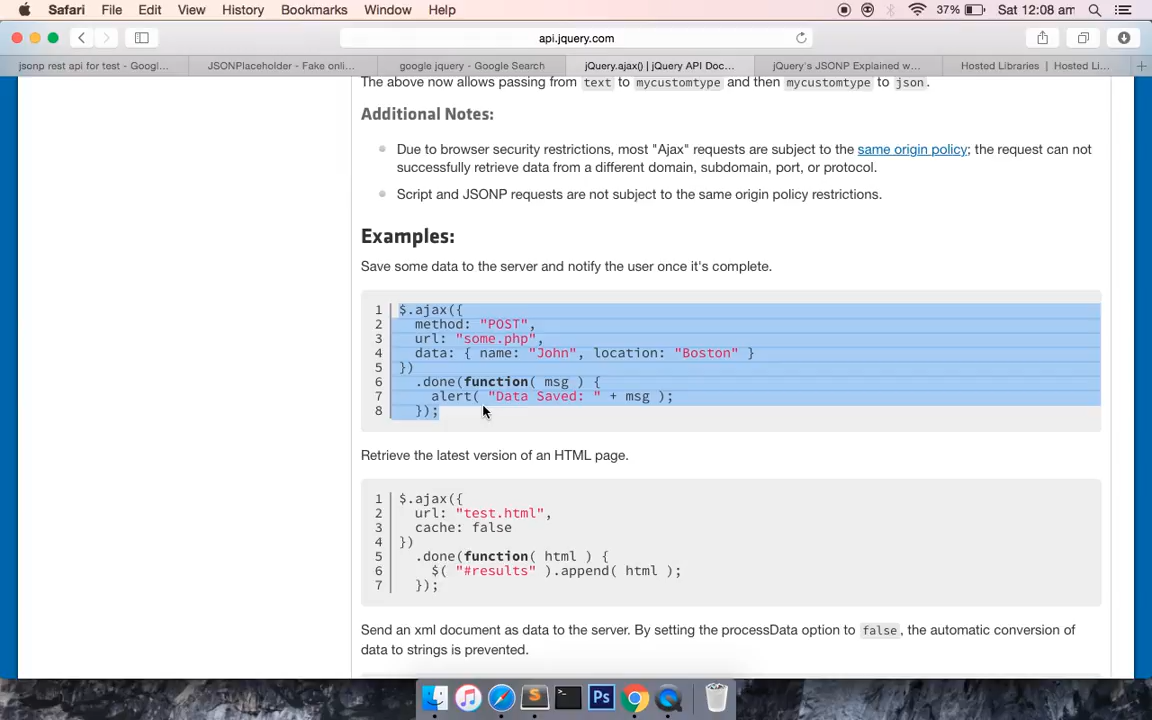 Safari File Edit View History Bookmarks Window Help 37% Sat 12:08 am
api.jquery.com
jsonp rest api for test - Googl... JSONPlaceholder - Fake onli... google jquery - Google Search jQuery.ajax() | jQuery API Doc... jQuery's JSONP Explained w... Hosted Libraries | Hosted Li...
The above now allows passing from text to mycustomtype and then mycustomtype to json.
Additional Notes:
Due to browser security restrictions, most "Ajax" requests are subject to the same origin policy; the request can not
successfully retrieve data from a different domain, subdomain, port, or protocol.
Script and JSONP requests are not subject to the same origin policy restrictions.
Examples:
Save some data to the server and notify the user once it's complete.
1 $.ajax({
2 method: "POST",
3 url: "some.php",
4 data: { name: "John", location: "Boston" }
5 })
6 .done(function( msg ) {
7 alert( "Data Saved: " + msg );
8 });
Retrieve the latest version of an HTML page.
1 $.ajax({
2 url: "test.html",
3 cache: false
4 })
5 .done(function( html ) {
6 $( "#results" ).append( html );
7 });
Send an xml document as data to the server. By setting the processData option to false, the automatic conversion of
data to strings is prevented.
Ps